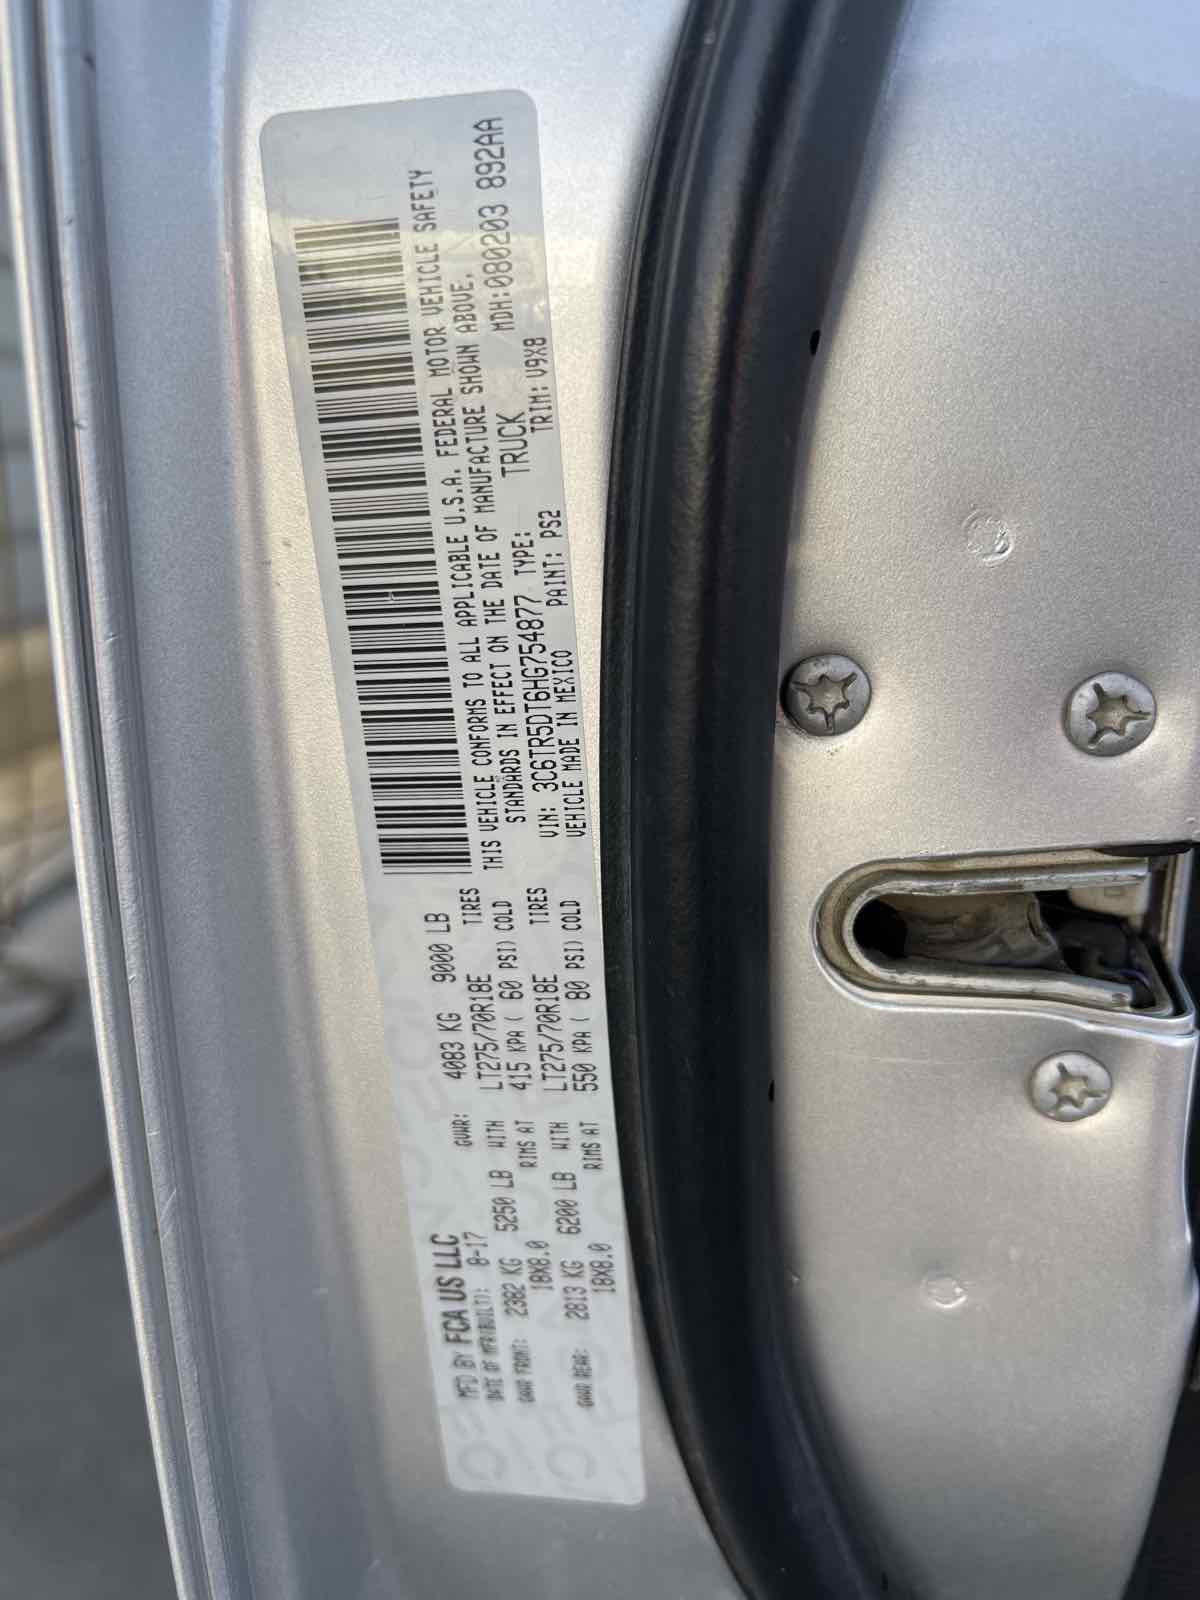 MFD BY FCA US LLC
DATE OF MFR(BUILT): 8-17 GVWR: 4083 KG 9000 LB
GAWR FRONT: 2382 KG 5250 LB WITH LT275/70R18E TIRES
18X8.0 RIMS AT 415 KPA ( 60 PSI) COLD
GAWR REAR: 2813 KG 6200 LB WITH LT275/70R18E TIRES
18X8.0 RIMS AT 550 KPA ( 80 PSI) COLD
THIS VEHICLE CONFORMS TO ALL APPLICABLE U.S.A. FEDERAL MOTOR VEHICLE SAFETY
STANDARDS IN EFFECT ON THE DATE OF MANUFACTURE SHOWN ABOVE.
VIN: 3C6TR5DT6HG754877 TYPE: TRUCK MDH:080203 892AA
VEHICLE MADE IN MEXICO PAINT: PS2 TRIM: V9X8